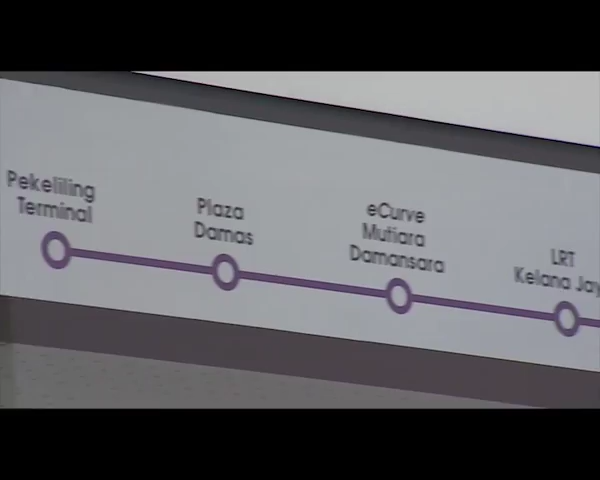 Pekeliling
Terminal
Plaza
Damas
eCurve
Mutiara
Damansara
LRT
Kelana Jay